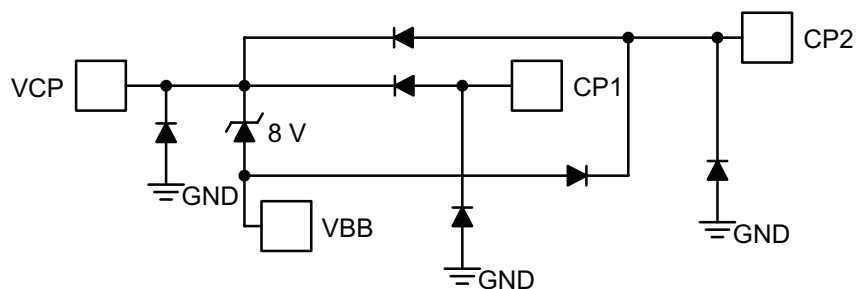 CP2
VCP
CP1
8 V
GND
VBB
GND
GND